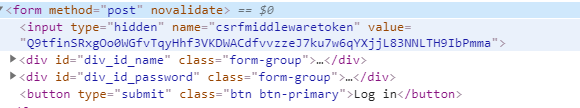 ▼<form method="post" novalidate> == $0
<input type="hidden" name="csrfmiddlewaretoken" value=
"Q9tfinSRxgOo0WGfvTqyHhf3VKDWACdfvvzzeJ7ku7w6qYXjjL83NNLTH9IbPmma">
▶<div id="div_id_name" class="form-group">…</div>
▶<div id="div_id_password" class="form-group">…</div>
<button type="submit" class="btn btn-primary">Log in</button>